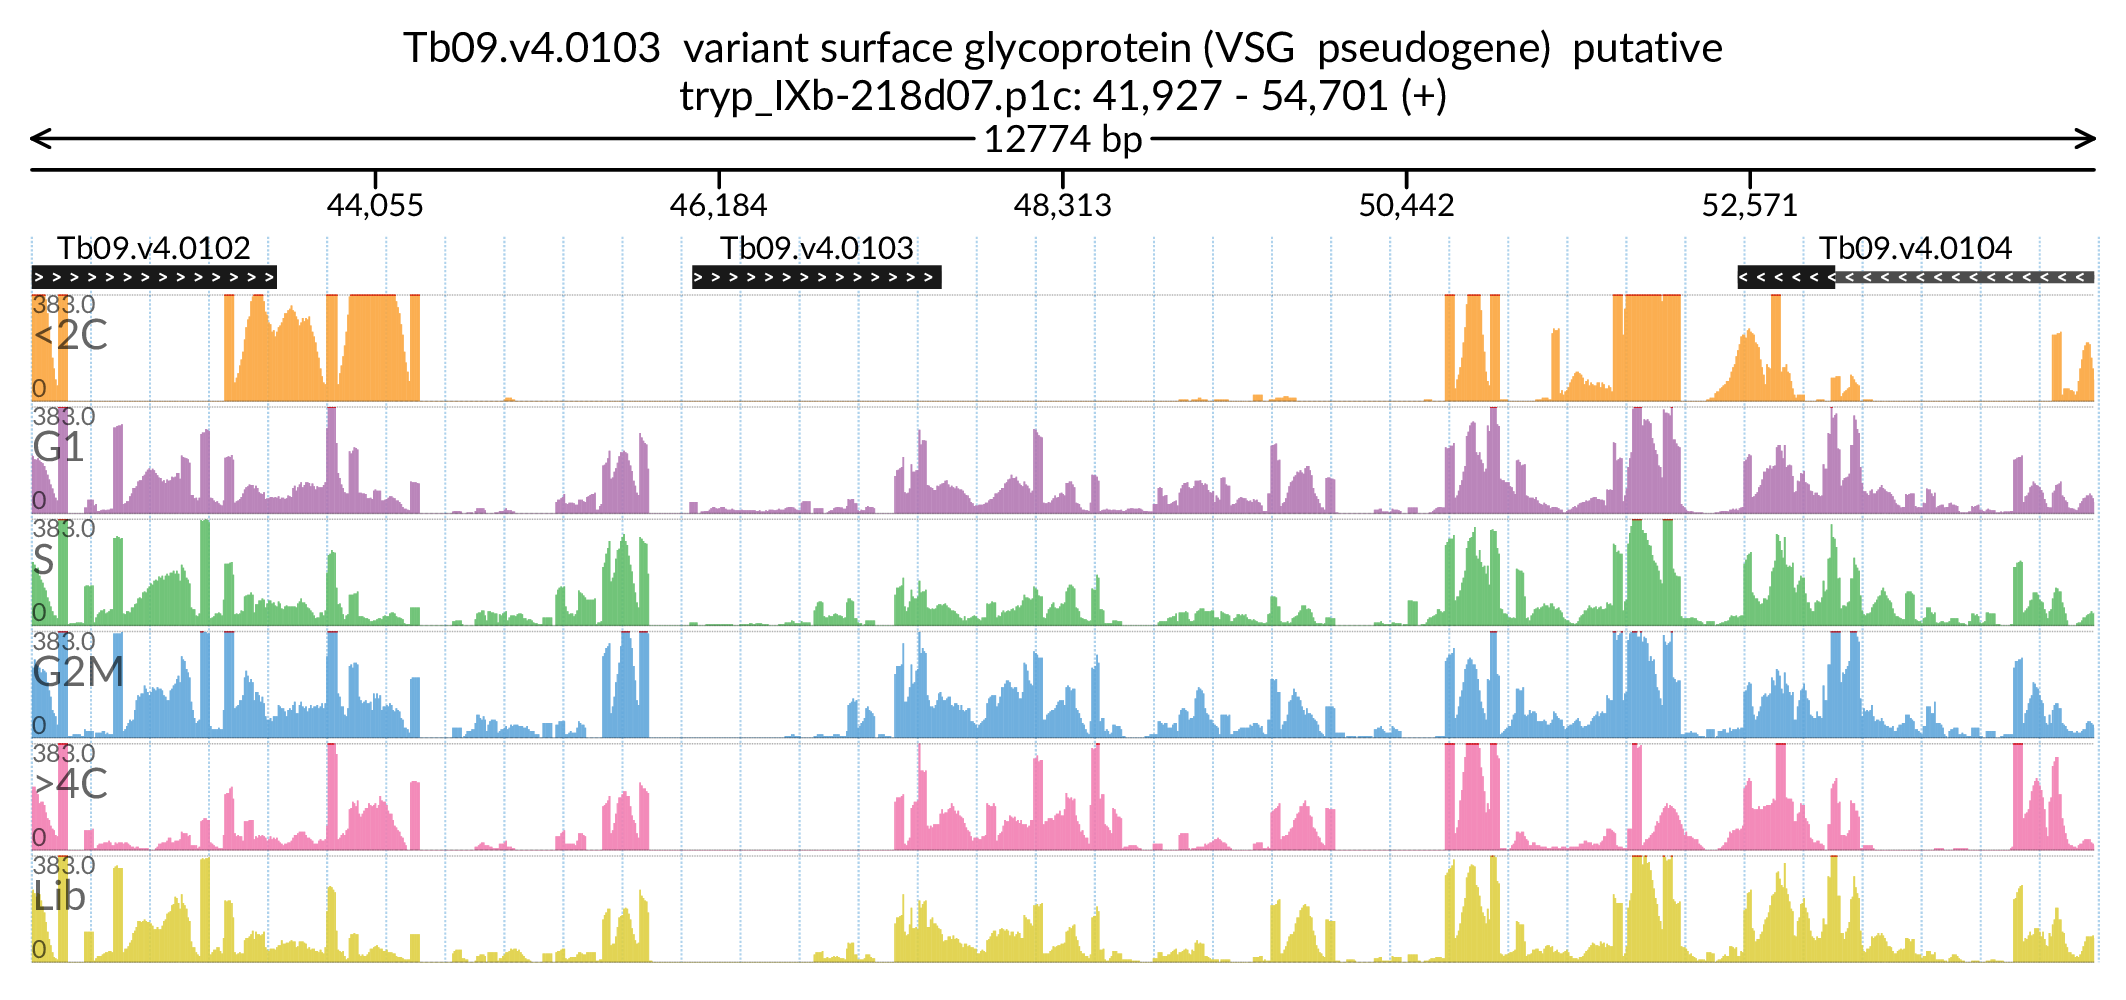 Tb09.v4.0103  variant surface glycoprotein (VSG  pseudogene)  putative
tryp_IXb-218d07.p1c: 41,927 - 54,701 (+)
12774 bp
44,055 46,184 48,313 50,442 52,571
Tb09.v4.0102 Tb09.v4.0103 Tb09.v4.0104
383.0
<2C
0
383.0
G1
0
383.0
S
0
383.0
G2M
0
383.0
>4C
0
383.0
Lib
0